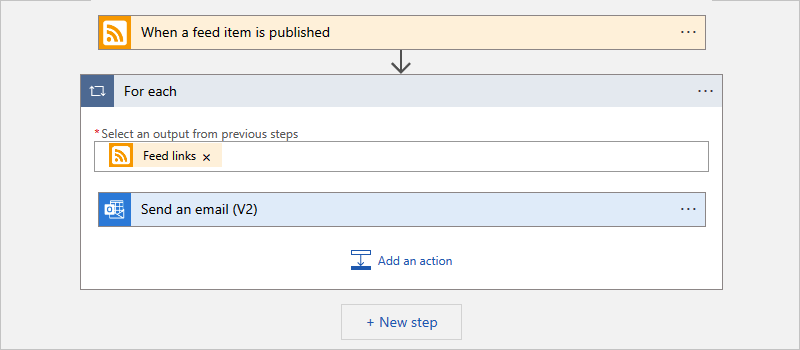 When a feed item is published
For each
*Select an output from previous steps
Feed links ×
Send an email (V2)
Add an action
+ New step